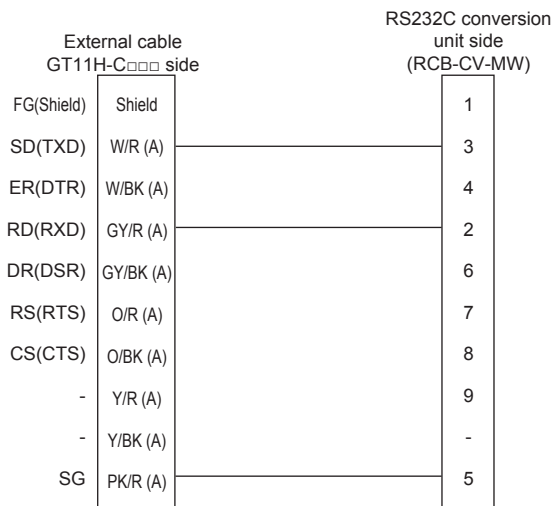 External cable
GT11H-C□□□ side
RS232C conversion
unit side
(RCB-CV-MW)
FG(Shield) Shield 1
SD(TXD) W/R (A) 3
ER(DTR) W/BK (A) 4
RD(RXD) GY/R (A) 2
DR(DSR) GY/BK (A) 6
RS(RTS) O/R (A) 7
CS(CTS) O/BK (A) 8
- Y/R (A) 9
- Y/BK (A) -
SG PK/R (A) 5